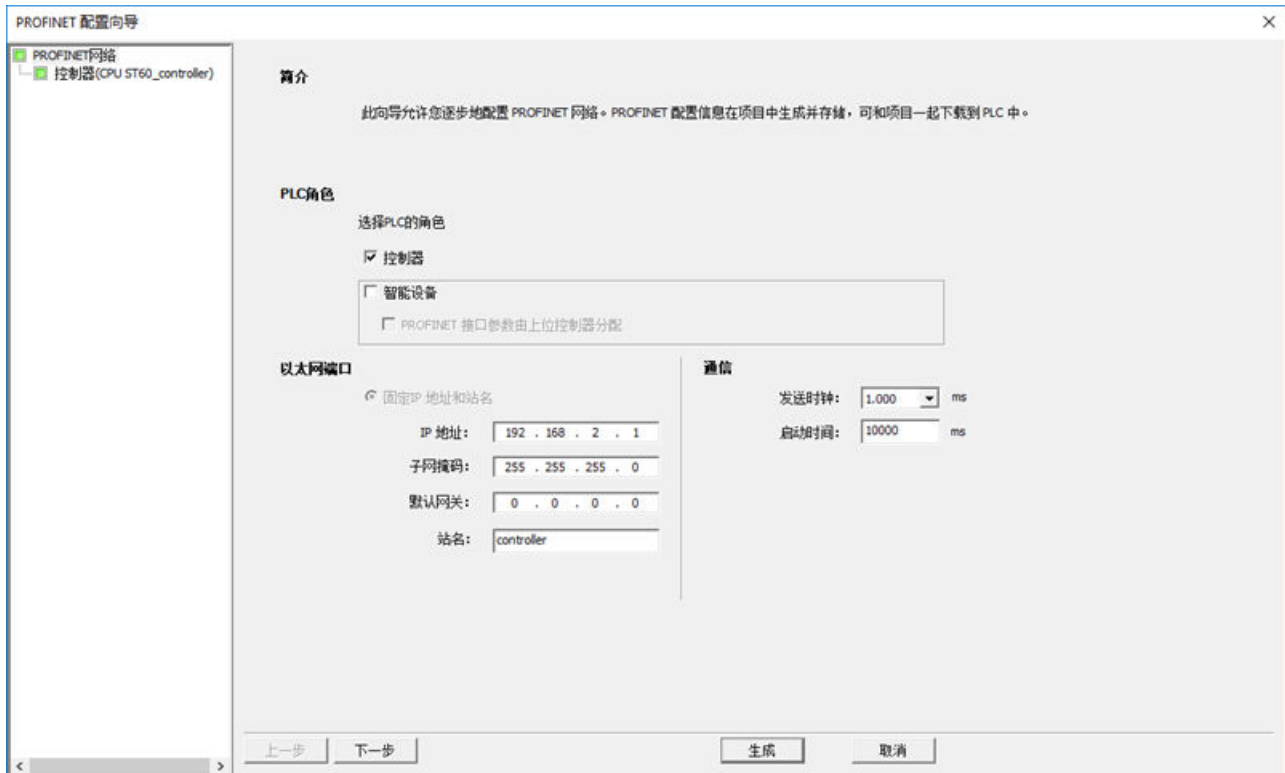 PROFINET 配置向导
PROFINET网络
控制器(CPU ST60_controller)
简介
此向导允许您逐步地配置 PROFINET 网络。PROFINET 配置信息在项目中生成并存储，可和项目一起下载到 PLC 中。
PLC角色
选择PLC的角色
控制器
智能设备
PROFINET 接口参数由上位控制器分配
以太网端口
固定IP 地址和站名
IP 地址： 192 . 168 . 2 . 1
子网掩码： 255 . 255 . 255 . 0
默认网关： 0 . 0 . 0 . 0
站名： controller
通信
发送时钟： 1.000 ms
启动时间： 10000 ms
上一步 下一步 生成 取消